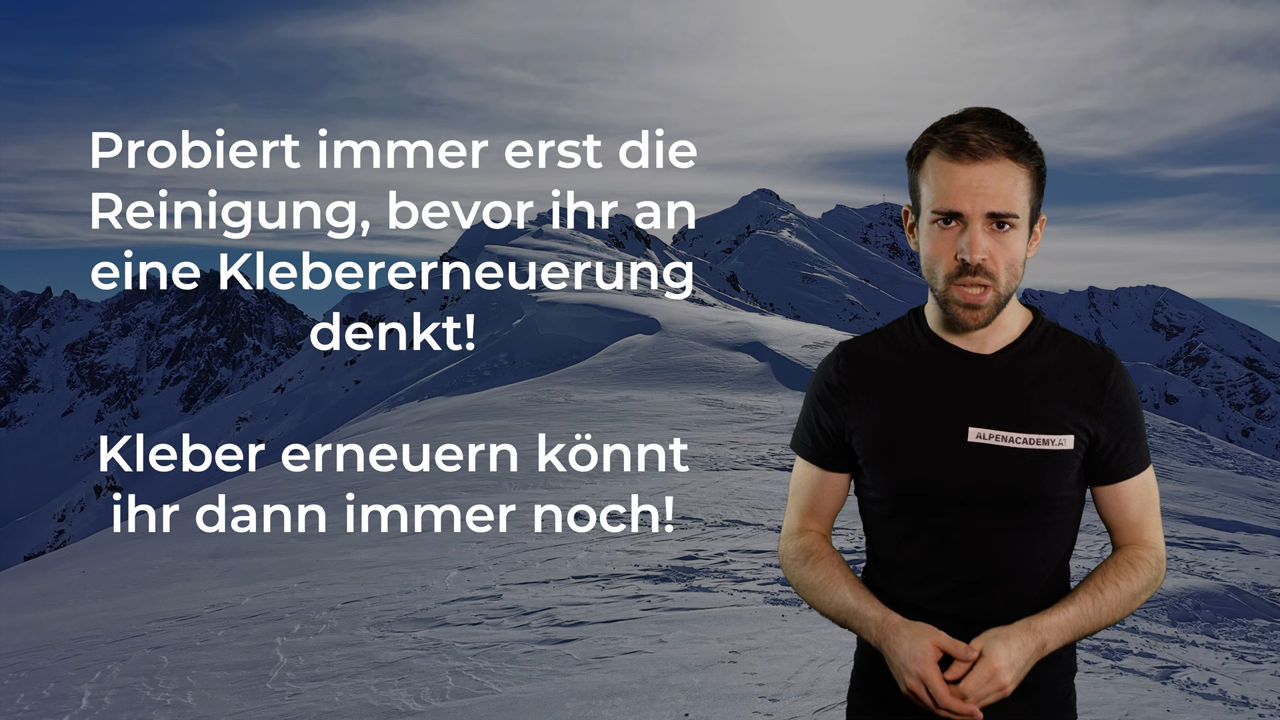 Probiert immer erst die
Reinigung, bevor ihr an
eine Klebererneuerung
denkt!
Kleber erneuern könnt
ihr dann immer noch!
ALPENACADEMY.AT